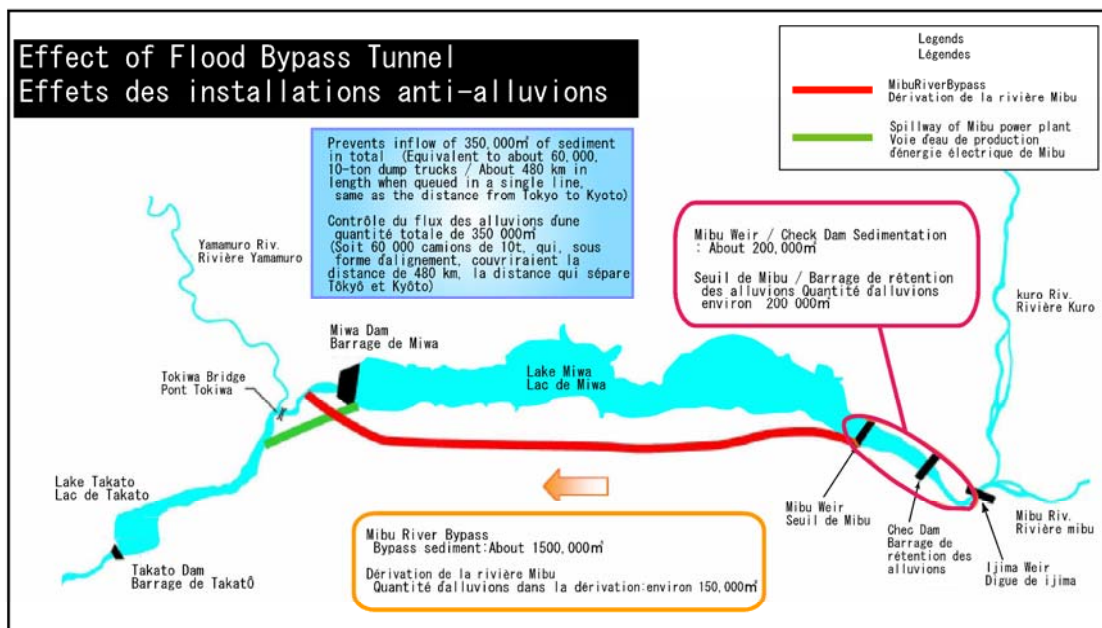 Effect of Flood Bypass Tunnel
Effets des installations anti-alluvions
Legends
Légendes
MibuRiverBypass
Dérivation de la rivière Mibu
Spillway of Mibu power plant
Voie d'eau de production
d'énergie électrique de Mibu
Prevents inflow of 350,000㎥ of sediment
in total (Equivalent to about 60,000,
10-ton dump trucks / About 480 km in
length when queued in a single line,
same as the distance from Tokyo to Kyoto)
Contrôle du flux des alluvions d'une
quantité totale de 350 000㎥
(Soit 60 000 camions de 10t, qui, sous
forme d'alignement, couvriraient la
distance de 480 km, la distance qui sépare
Tôkyô et Kyôto)
Yamamuro Riv.
Rivière Yamamuro
Mibu Weir / Check Dam Sedimentation
: About 200,000㎥
Seuil de Mibu / Barrage de rétention
des alluvions Quantité d'alluvions
environ 200 000㎥
kuro Riv.
Rivière Kuro
Miwa Dam
Barrage de Miwa
Lake Miwa
Lac de Miwa
Tokiwa Bridge
Pont Tokiwa
Lake Takato
Lac de Takato
Takato Dam
Barrage de TakatÔ
Mibu Weir
Seuil de Mibu
Chec Dam
Barrage de
rétention des
alluvions
Mibu Riv.
Rivière mibu
Ijima Weir
Digue de ijima
Mibu River Bypass
Bypass sediment:About 1500,000㎥
Dérivation de la rivière Mibu
Quantité d'alluvions dans la dérivation:environ 150,000㎥